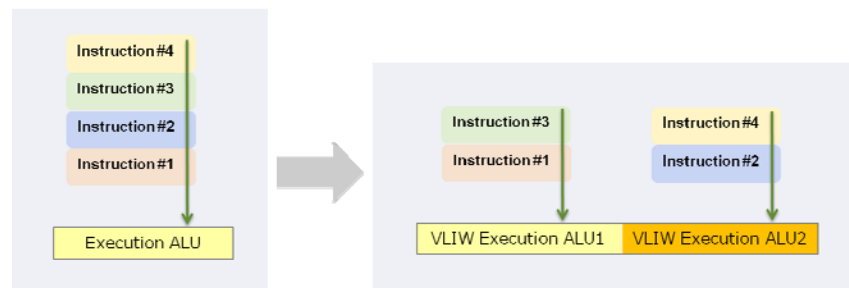 Instruction #4
Instruction #3
Instruction #2
Instruction #1
Execution ALU
Instruction #3
Instruction #1
Instruction #4
Instruction #2
VLIW Execution ALU1
VLIW Execution ALU2